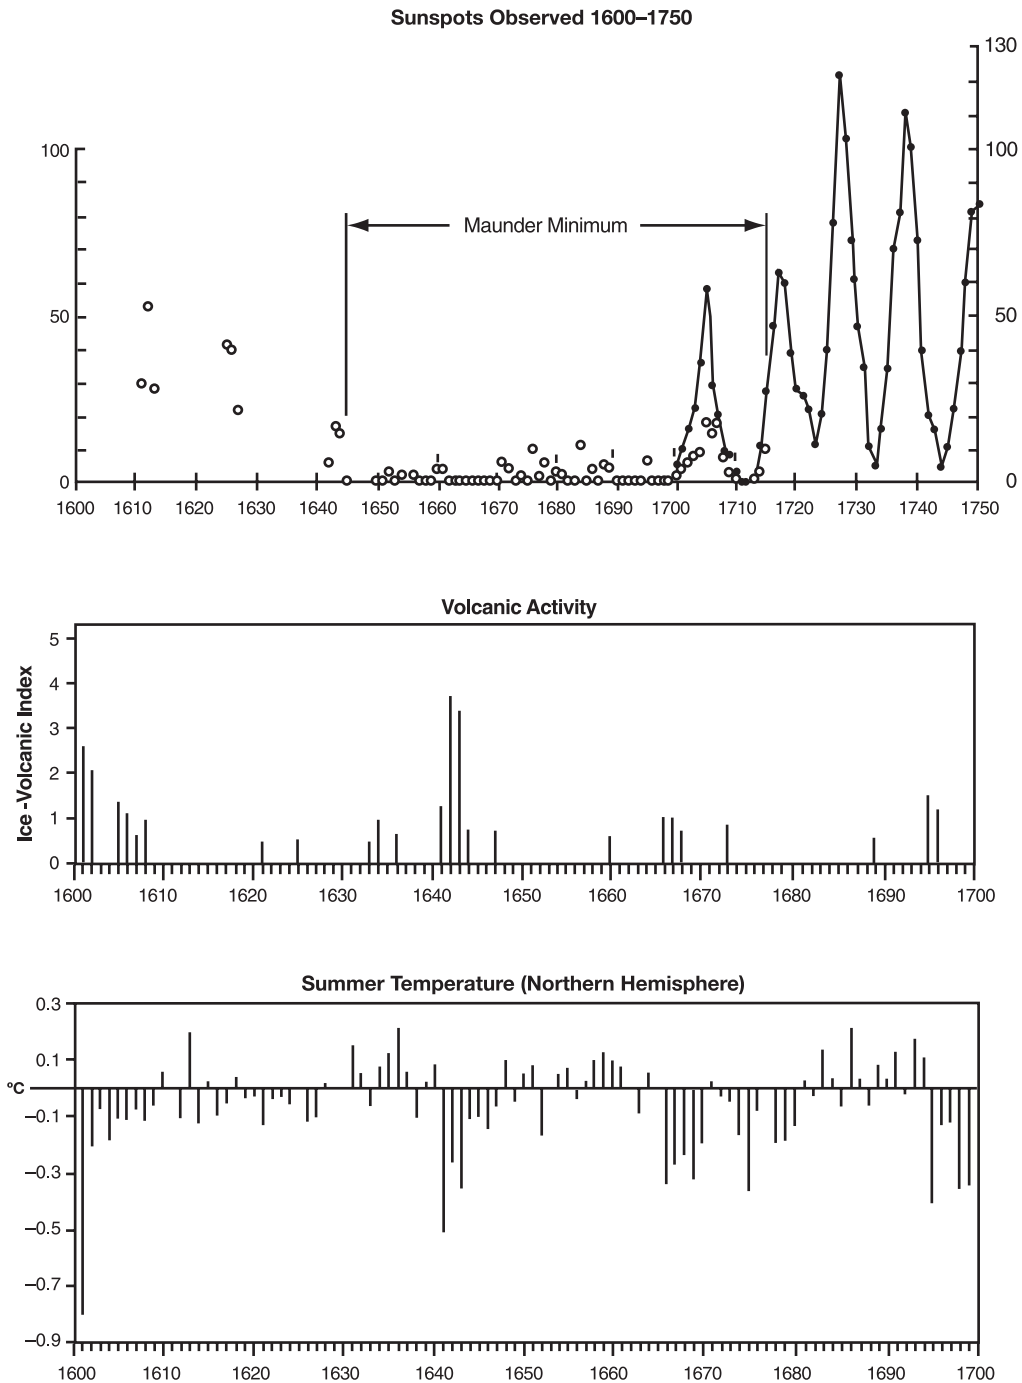 Sunspots Observed 1600–1750
130
100
100
Maunder Minimum
50
50
0
0
1600 1610 1620 1630 1640 1650 1660 1670 1680 1690 1700 1710 1720 1730 1740 1750
Volcanic Activity
Ice -Volcanic Index
5
4
3
2
1
0
1600 1610 1620 1630 1640 1650 1660 1670 1680 1690 1700
Summer Temperature (Northern Hemisphere)
0.3
0.1
ºC
–0.1
–0.3
–0.5
–0.7
–0.9
1600 1610 1620 1630 1640 1650 1660 1670 1680 1690 1700